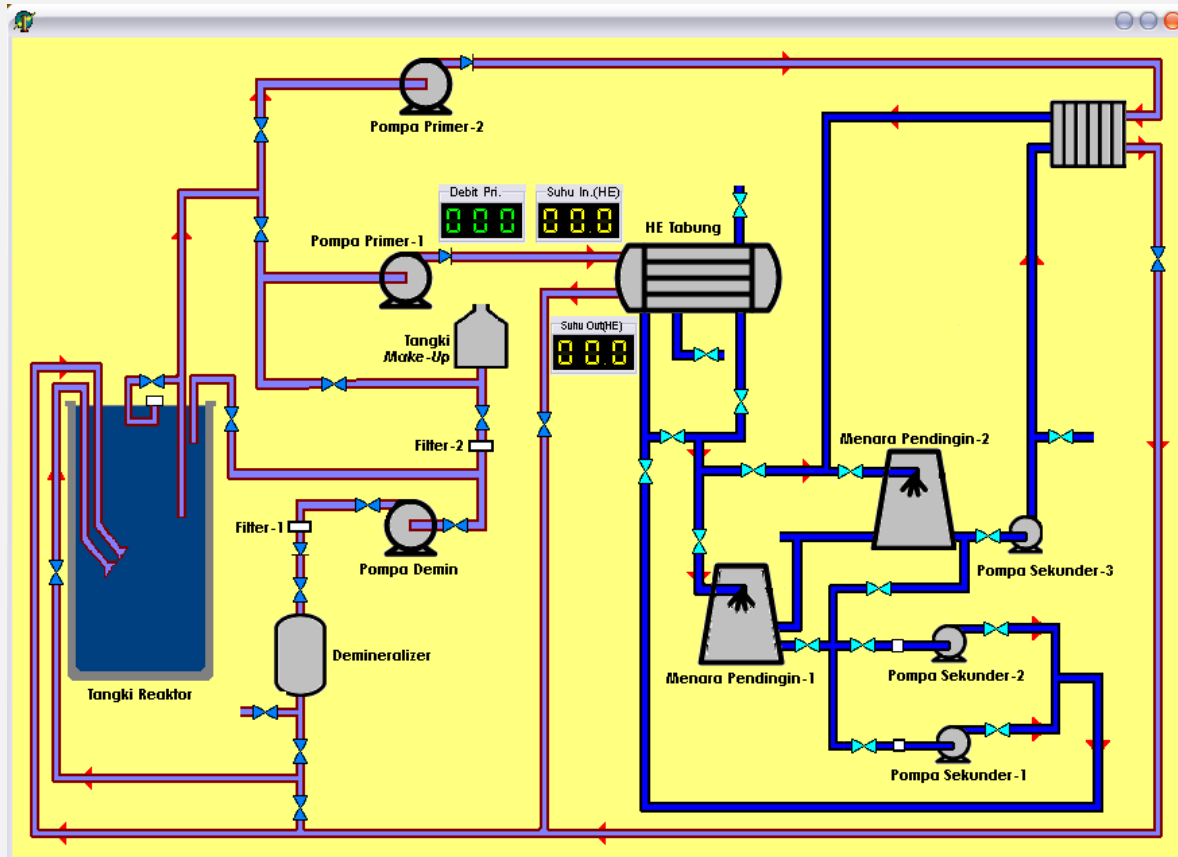 Pompa Primer-2
Debit Pri.
000
Suhu In.(HE)
00.0
HE Tabung
Pompa Primer-1
Suhu Out(HE)
00.0
Tangki
Make-Up
Filter-2
Menara Pendingin-2
Filter-1
Pompa Demin
Pompa Sekunder-3
Demineralizer
Menara Pendingin-1
Pompa Sekunder-2
Tangki Reaktor
Pompa Sekunder-1